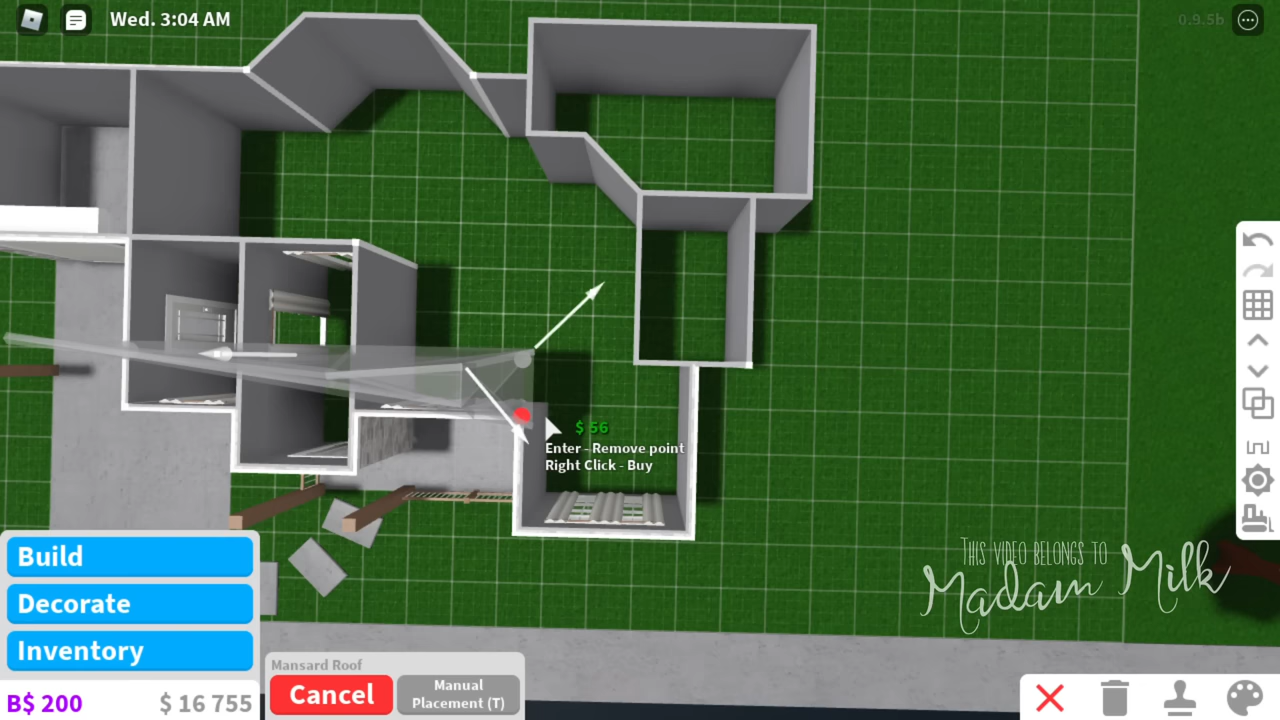 Wed. 3:04 AM
0.9.5b
$ 56
Enter - Remove point
Right Click - Buy
THIS VIDEO BELONGS TO
Madam Milk
Build
Decorate
Inventory
B$ 200
$ 16 755
Mansard Roof
Cancel
Manual
Placement (T)